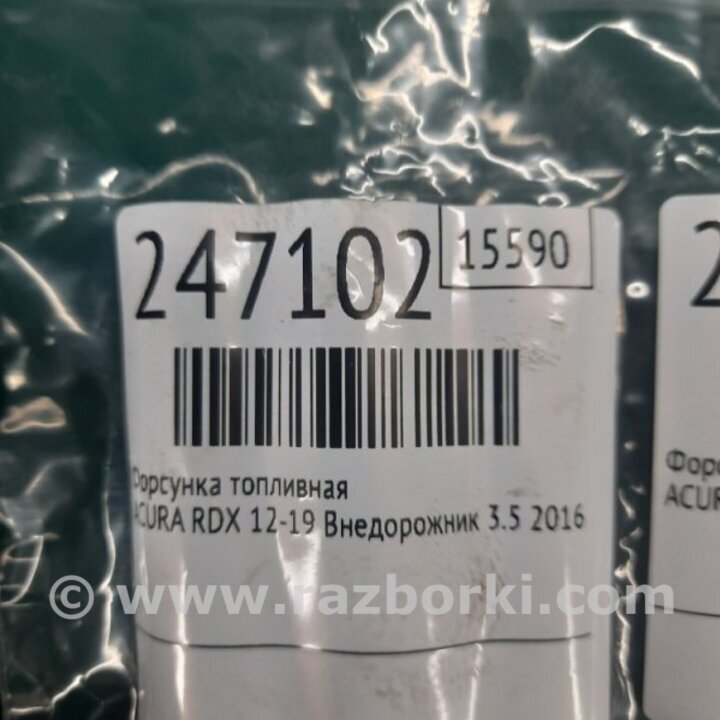 247102 15590
Форсунка топливная
ACURA RDX 12-19 Внедорожник 3.5 2016
© www.razborki.com